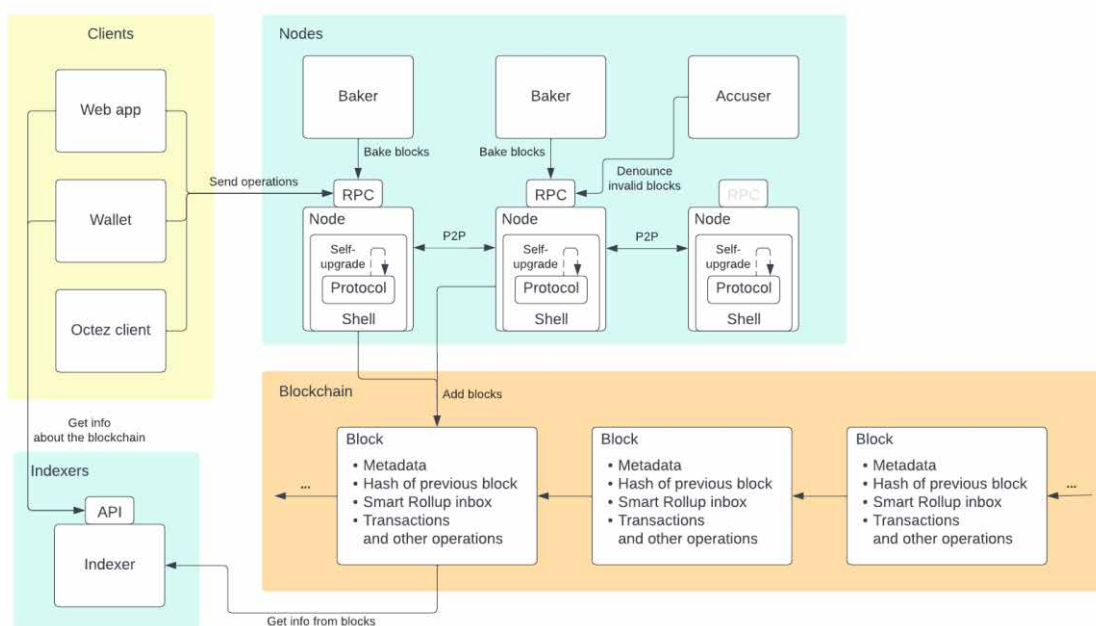 Clients
Web app
Wallet
Octez client
Send operations
Get info
about the blockchain
Nodes
Baker
Baker
Accuser
Bake blocks
Bake blocks
Denounce
invalid blocks
RPC
RPC
RPC
Node
Self-
upgrade
Protocol
Shell
P2P
Node
Self-
upgrade
Protocol
Shell
P2P
Node
Self-
upgrade
Protocol
Shell
Blockchain
Add blocks
...
Block
• Metadata
• Hash of previous block
• Smart Rollup inbox
• Transactions
and other operations
Block
• Metadata
• Hash of previous block
• Smart Rollup inbox
• Transactions
and other operations
Block
• Metadata
• Hash of previous block
• Smart Rollup inbox
• Transactions
and other operations
...
Indexers
API
Indexer
Get info from blocks